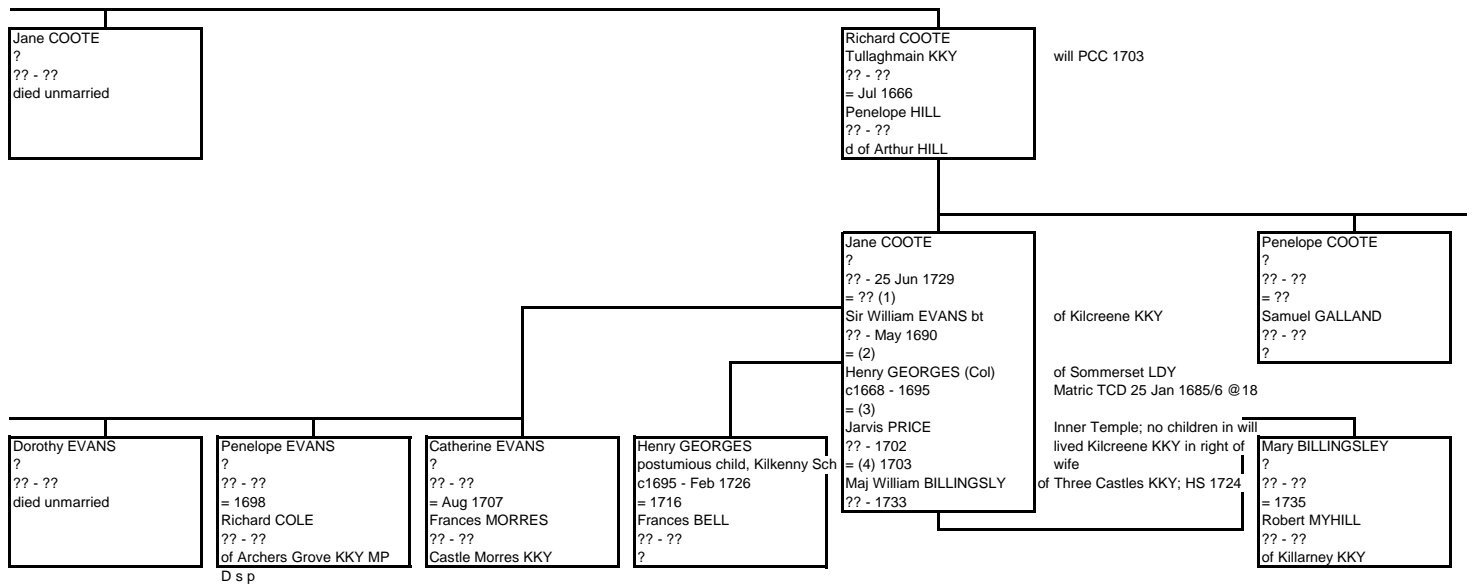 Jane COOTE
?
?? - ??
died unmarried
Richard COOTE
Tullaghmain KKY
will PCC 1703
?? - ??
= Jul 1666
Penelope HILL
?? - ??
d of Arthur HILL
Jane COOTE
?
?? - 25 Jun 1729
= ?? (1)
Sir William EVANS bt
of Kilcreene KKY
?? - May 1690
= (2)
Henry GEORGES (Col)
of Sommerset LDY
c1668 - 1695
Matric TCD 25 Jan 1685/6 @18
= (3)
Jarvis PRICE
Inner Temple; no children in will
?? - 1702
lived Kilcreene KKY in right of
= (4) 1703
wife
Maj William BILLINGSLY
of Three Castles KKY; HS 1724
?? - 1733
Penelope COOTE
?
?? - ??
= ??
Samuel GALLAND
?? - ??
?
Dorothy EVANS
?
?? - ??
died unmarried
Penelope EVANS
?
?? - ??
= 1698
Richard COLE
?? - ??
of Archers Grove KKY MP
D s p
Catherine EVANS
?
?? - ??
= Aug 1707
Frances MORRES
?? - ??
Castle Morres KKY
Henry GEORGES
postumious child, Kilkenny Sch
c1695 - Feb 1726
= 1716
Frances BELL
?? - ??
?
Mary BILLINGSLEY
?
?? - ??
= 1735
Robert MYHILL
?? - ??
of Killarney KKY